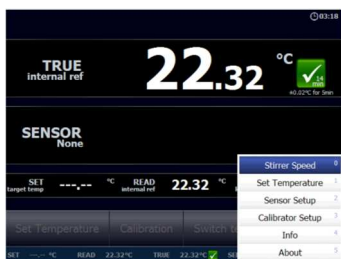 03:18
TRUE
internal ref
22.32 °C
14
min
±0.02°C for 5min
SENSOR
None
SET
target temp
---.-- °C
READ
internal ref
22.32 °C
Stirrer Speed 0
Set Temperature 1
Sensor Setup 2
Calibrator Setup 3
Info 4
About 5
Set Temperature
Calibration
Switch to
SET ---.-- °C READ 22.32°C TRUE 22.32°C